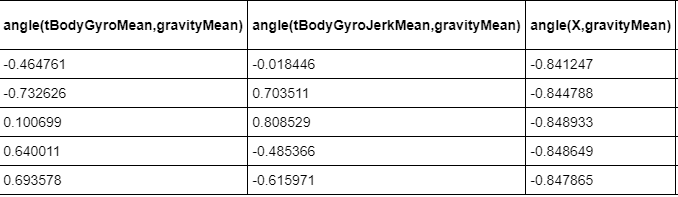 angle(tBodyGyroMean,gravityMean) angle(tBodyGyroJerkMean,gravityMean) angle(X,gravityMean)
-0.464761 -0.018446 -0.841247
-0.732626 0.703511 -0.844788
0.100699 0.808529 -0.848933
0.640011 -0.485366 -0.848649
0.693578 -0.615971 -0.847865